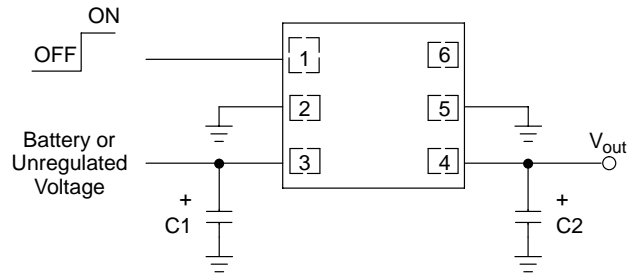 ON
OFF
1
6
2
5
Battery or
Unregulated
Voltage
3
4
Vout
+
C1
+
C2